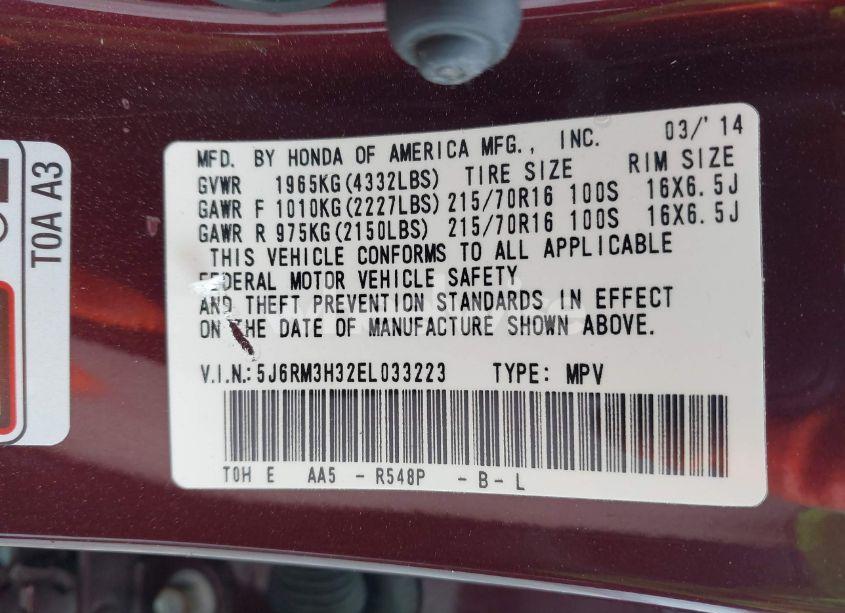 MFD. BY HONDA OF AMERICA MFG., INC. 03/'14
GVWR 1965KG(4332LBS) TIRE SIZE RIM SIZE
GAWR F 1010KG(2227LBS) 215/70R16 100S 16X6.5J
GAWR R 975KG(2150LBS) 215/70R16 100S 16X6.5J
THIS VEHICLE CONFORMS TO ALL APPLICABLE
FEDERAL MOTOR VEHICLE SAFETY
AND THEFT PREVENTION STANDARDS IN EFFECT
ON THE DATE OF MANUFACTURE SHOWN ABOVE.
V.I.N.: 5J6RM3H32EL033223 TYPE: MPV
TOH E AA5 - R548P - B - L
TOA A3